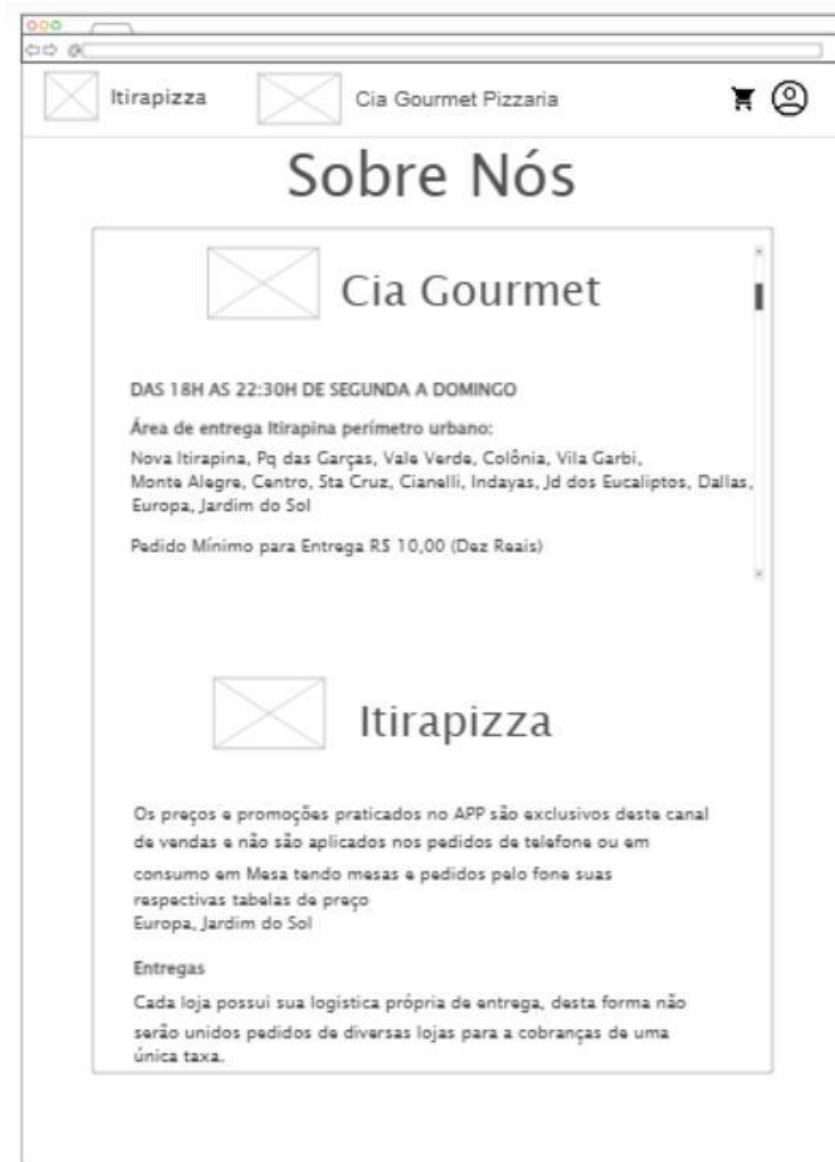 Itirapizza
Cia Gourmet Pizzaria
Sobre Nós
Cia Gourmet
DAS 18H AS 22:30H DE SEGUNDA A DOMINGO
Área de entrega Itirapina perímetro urbano:
Nova Itirapina, Pq das Garças, Vale Verde, Colônia, Vila Garbi,
Monte Alegre, Centro, Sta Cruz, Cianelli, Indayas, Jd dos Eucaliptos, Dallas,
Europa, Jardim do Sol
Pedido Mínimo para Entrega R$ 10,00 (Dez Reais)
Itirapizza
Os preços e promoções praticados no APP são exclusivos deste canal
de vendas e não são aplicados nos pedidos de telefone ou em
consumo em Mesa tendo mesas e pedidos pelo fone suas
respectivas tabelas de preço
Europa, Jardim do Sol
Entregas
Cada loja possui sua logistica própria de entrega, desta forma não
serão unidos pedidos de diversas lojas para a cobranças de uma
única taxa.